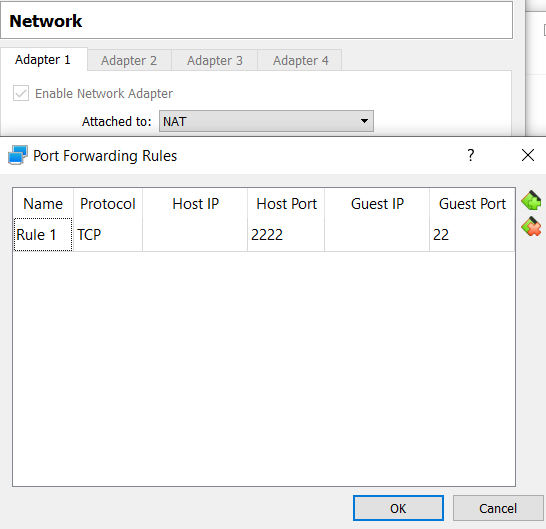 Network
Adapter 1 Adapter 2 Adapter 3 Adapter 4
Enable Network Adapter
Attached to: NAT
Port Forwarding Rules ? ×
Name Protocol Host IP Host Port Guest IP Guest Port
Rule 1 TCP 2222 22
OK Cancel